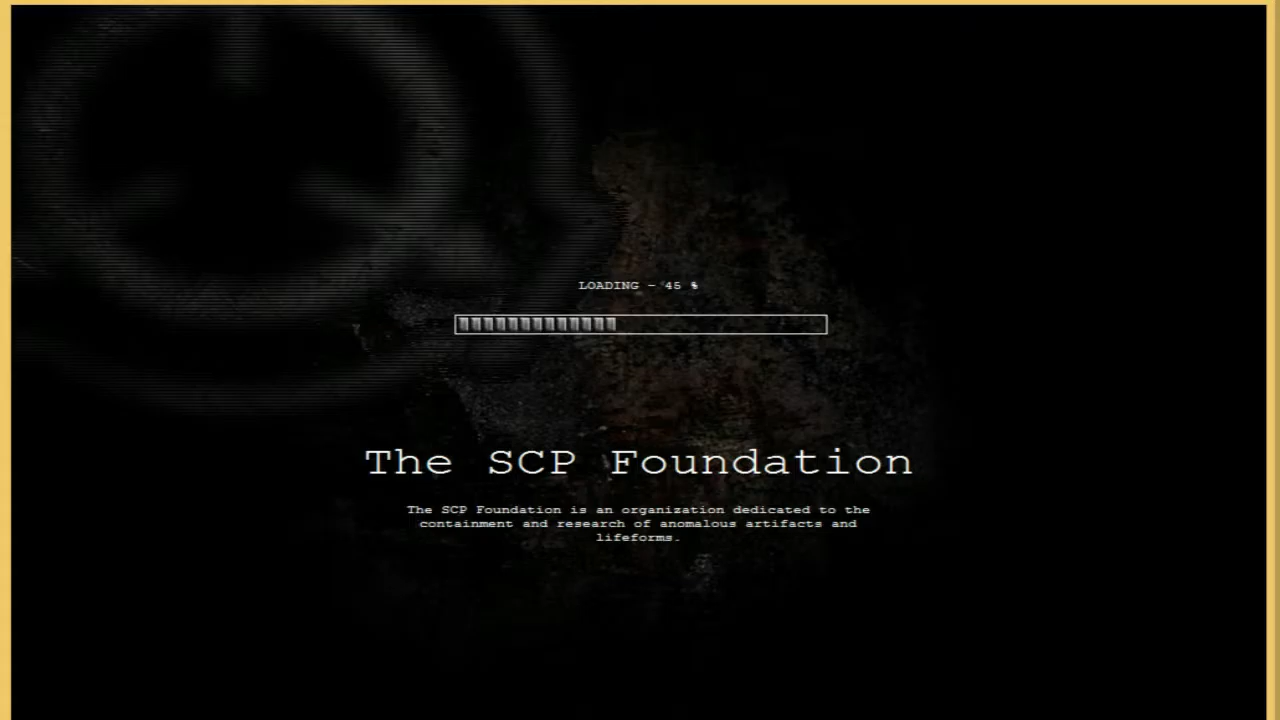 LOADING - 45 %
The SCP Foundation
The SCP Foundation is an organization dedicated to the
containment and research of anomalous artifacts and
lifeforms.